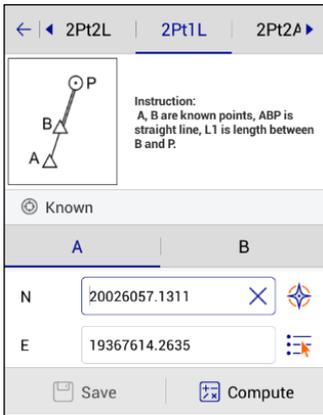 2Pt2L 2Pt1L 2Pt2A
P
B
A
Instruction:
A, B are known points, ABP is
straight line, L1 is length between
B and P.
Known
A B
N 20026057.1311
E 19367614.2635
Save Compute